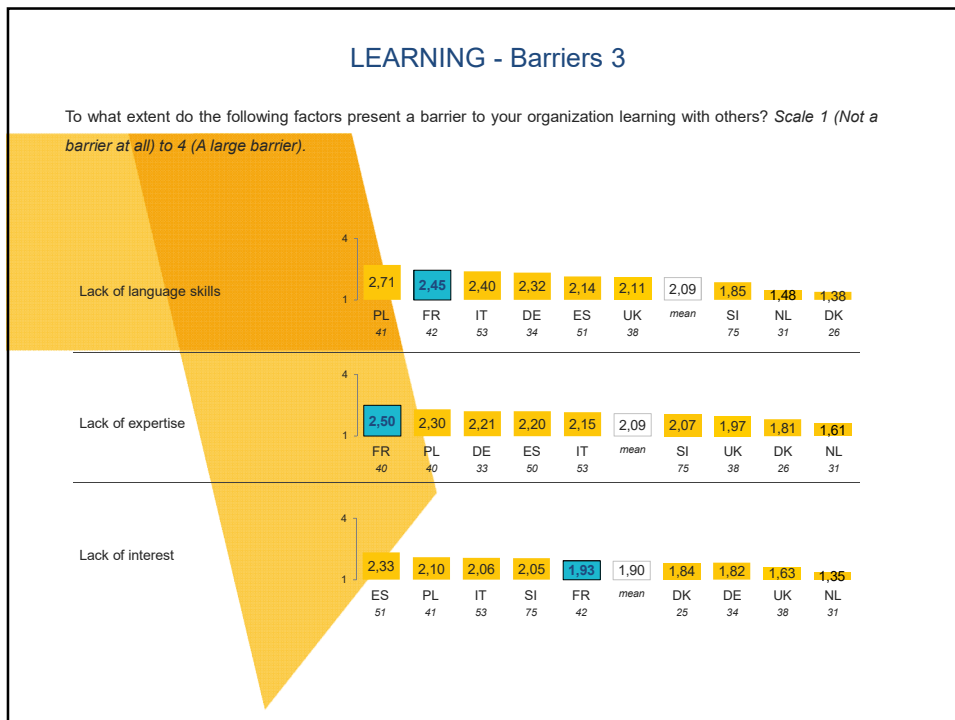 LEARNING - Barriers 3
To what extent do the following factors present a barrier to your organization learning with others? Scale 1 (Not a
barrier at all) to 4 (A large barrier).
4
Lack of language skills
2,71 2,45 2,40 2,32 2,14 2,11 2,09 1,85 1,48 1,38
1
PL FR IT DE ES UK mean SI NL DK
41 42 53 34 51 38 75 31 26
4
Lack of expertise
2,50 2,30 2,21 2,20 2,15 2,09 2,07 1,97 1,81 1,61
1
FR PL DE ES IT mean SI UK DK NL
40 40 33 50 53 75 38 26 31
4
Lack of interest
2,33 2,10 2,06 2,05 1,93 1,90 1,84 1,82 1,63 1,35
1
ES PL IT SI FR mean DK DE UK NL
51 41 53 75 42 25 34 38 31